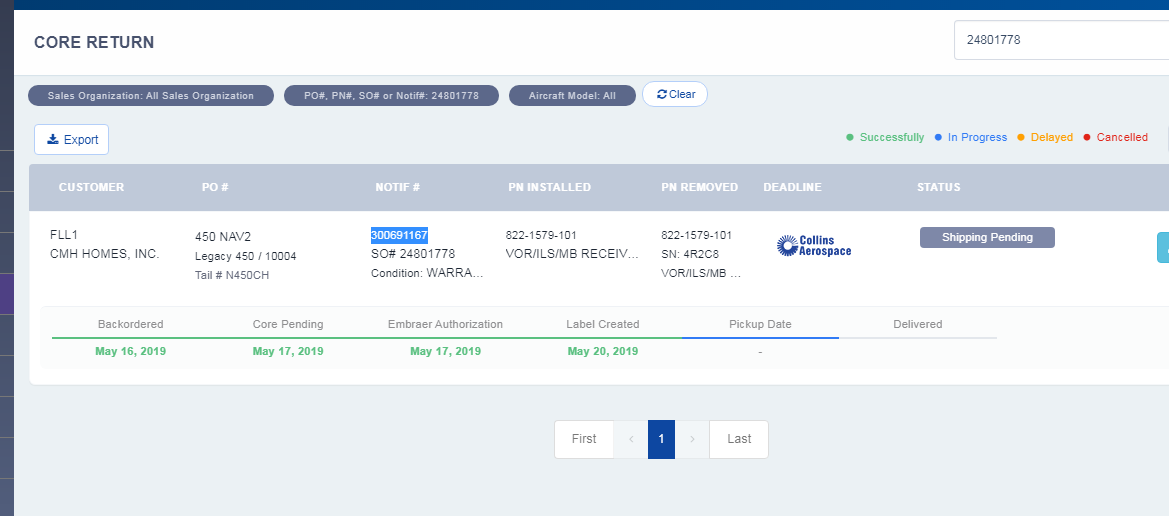 CORE RETURN
24801778
Sales Organization: All Sales Organization
PO#, PN#, SO# or Notif#: 24801778
Aircraft Model: All
Clear
Export
Successfully
In Progress
Delayed
Cancelled
CUSTOMER
PO #
NOTIF #
PN INSTALLED
PN REMOVED
DEADLINE
STATUS
FLL1
CMH HOMES, INC.
450 NAV2
Legacy 450 / 10004
Tail # N450CH
300691167
SO# 24801778
Condition: WARRA...
822-1579-101
VOR/ILS/MB RECEIV...
822-1579-101
SN: 4R2C8
VOR/ILS/MB ...
Collins
Aerospace
Shipping Pending
Backordered
Core Pending
Embraer Authorization
Label Created
Pickup Date
Delivered
May 16, 2019
May 17, 2019
May 17, 2019
May 20, 2019
-
First
‹
1
›
Last